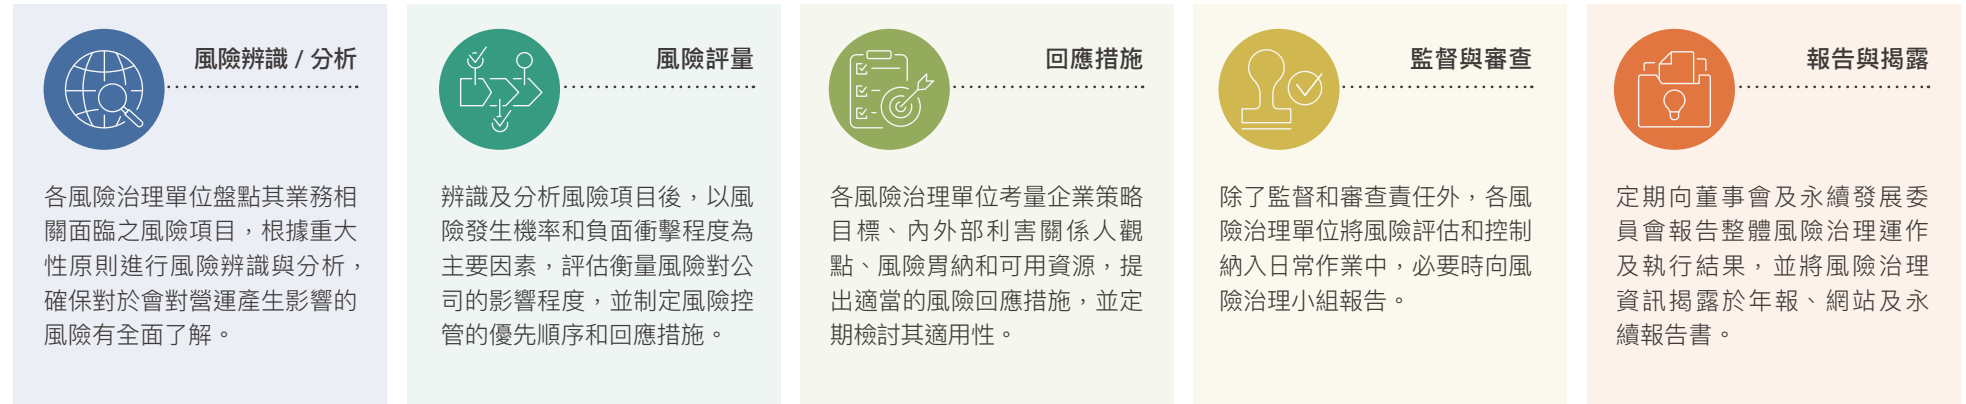 風險辨識 / 分析
各風險治理單位盤點其業務相
關面臨之風險項目，根據重大
性原則進行風險辨識與分析，
確保對於會對營運產生影響的
風險有全面了解。
風險評量
辨識及分析風險項目後，以風
險發生機率和負面衝擊程度為
主要因素，評估衡量風險對公
司的影響程度，並制定風險控
管的優先順序和回應措施。
回應措施
各風險治理單位考量企業策略
目標、內外部利害關係人觀
點、風險胃納和可用資源，提
出適當的風險回應措施，並定
期檢討其適用性。
監督與審查
除了監督和審查責任外，各風
險治理單位將風險評估和控制
納入日常作業中，必要時向風
險治理小組報告。
報告與揭露
定期向董事會及永續發展委
員會報告整體風險治理運作
及執行結果，並將風險治理
資訊揭露於年報、網站及永
續報告書。